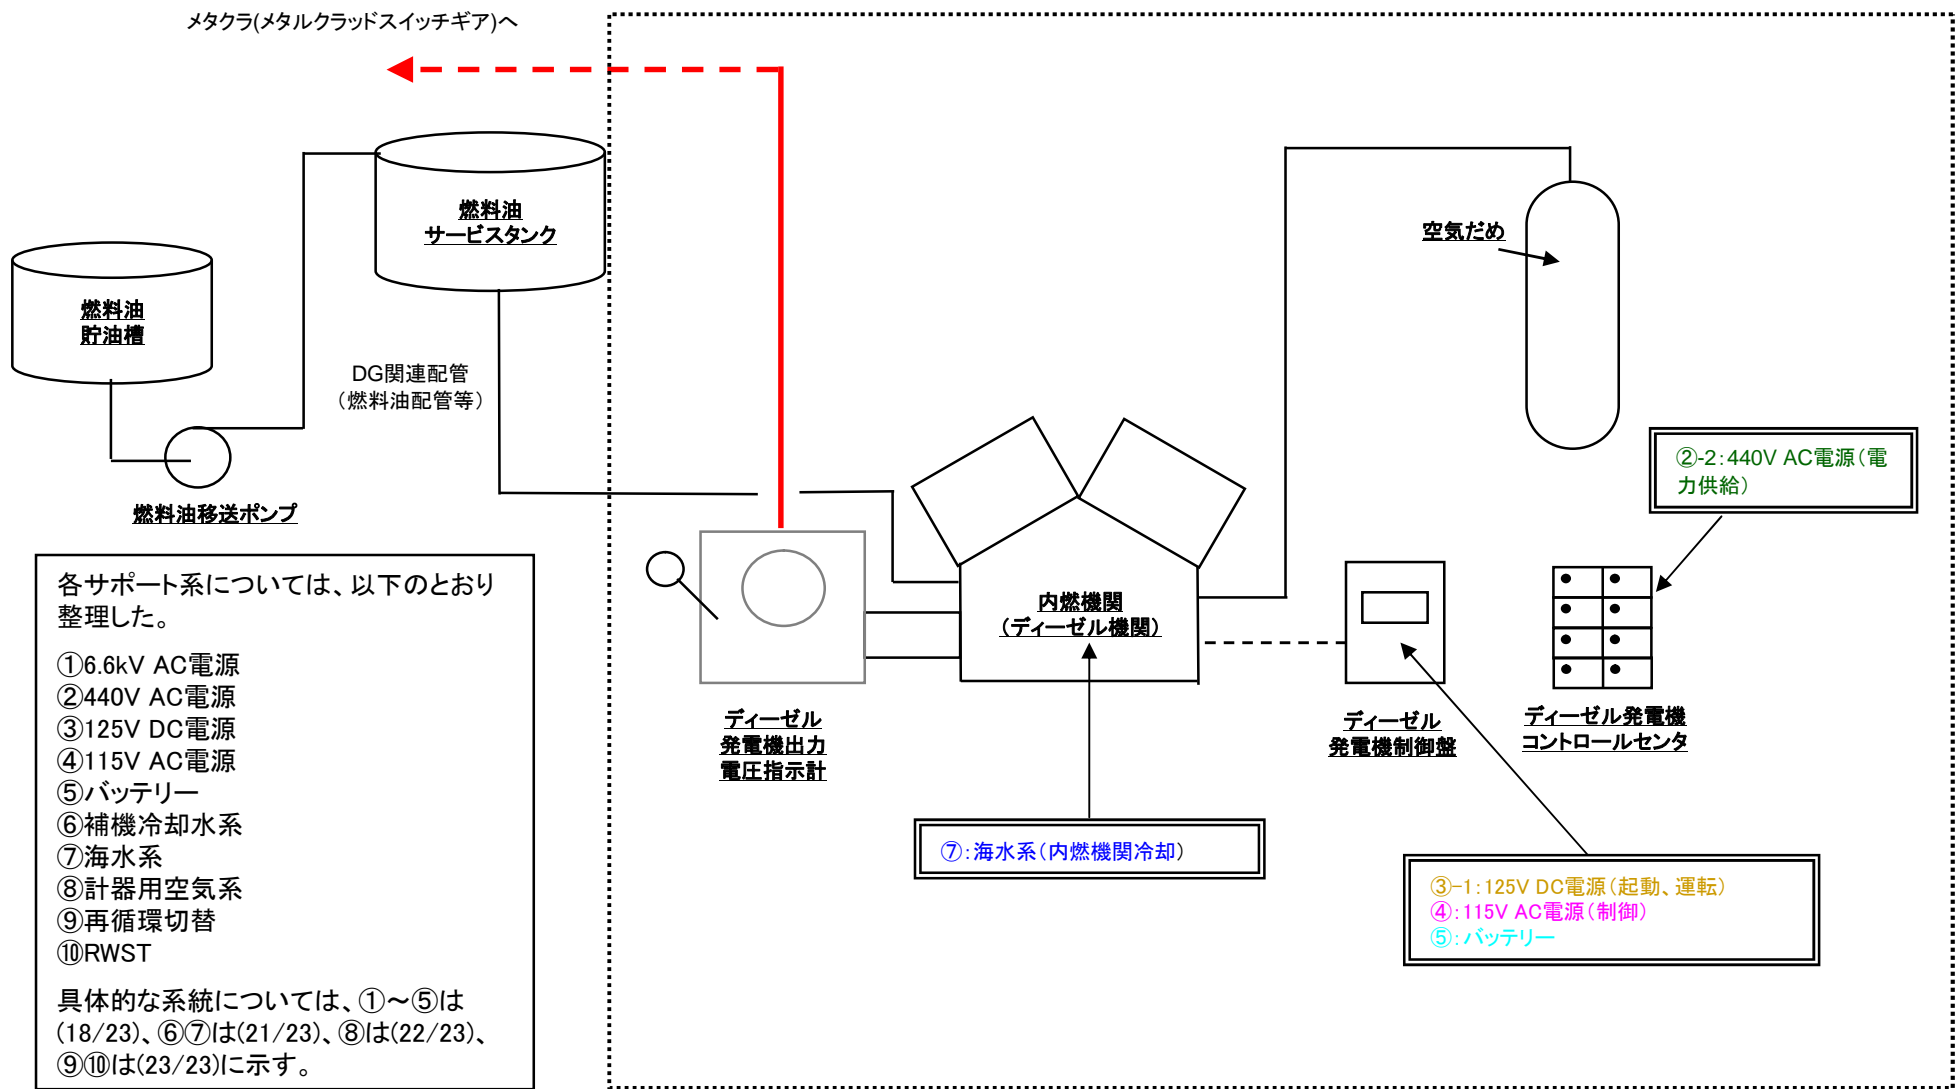 メタクラ(メタルクラッドスイッチギア)へ
燃料油
サービスタンク
燃料油
貯油槽
DG関連配管
（燃料油配管等）
燃料油移送ポンプ
空気だめ
②-2：440V AC電源（電
力供給）
内燃機関
（ディーゼル機関）
ディーゼル
発電機出力
電圧指示計
ディーゼル
発電機制御盤
ディーゼル発電機
コントロールセンタ
⑦：海水系（内燃機関冷却）
③-1：125V DC電源（起動、運転）
④：115V AC電源（制御）
⑤：バッテリー
各サポート系については、以下のとおり
整理した。
①6.6kV AC電源
②440V AC電源
③125V DC電源
④115V AC電源
⑤バッテリー
⑥補機冷却水系
⑦海水系
⑧計器用空気系
⑨再循環切替
⑩RWST
具体的な系統については、①～⑤は
(18/23)、⑥⑦は(21/23)、⑧は(22/23)、
⑨⑩は(23/23)に示す。